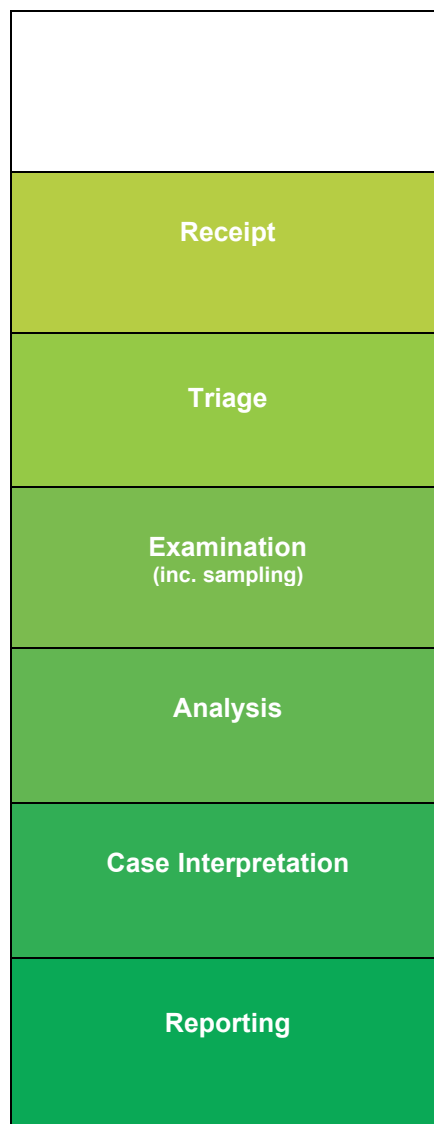 Receipt
Triage
Examination
(inc. sampling)
Analysis
Case Interpretation
Reporting